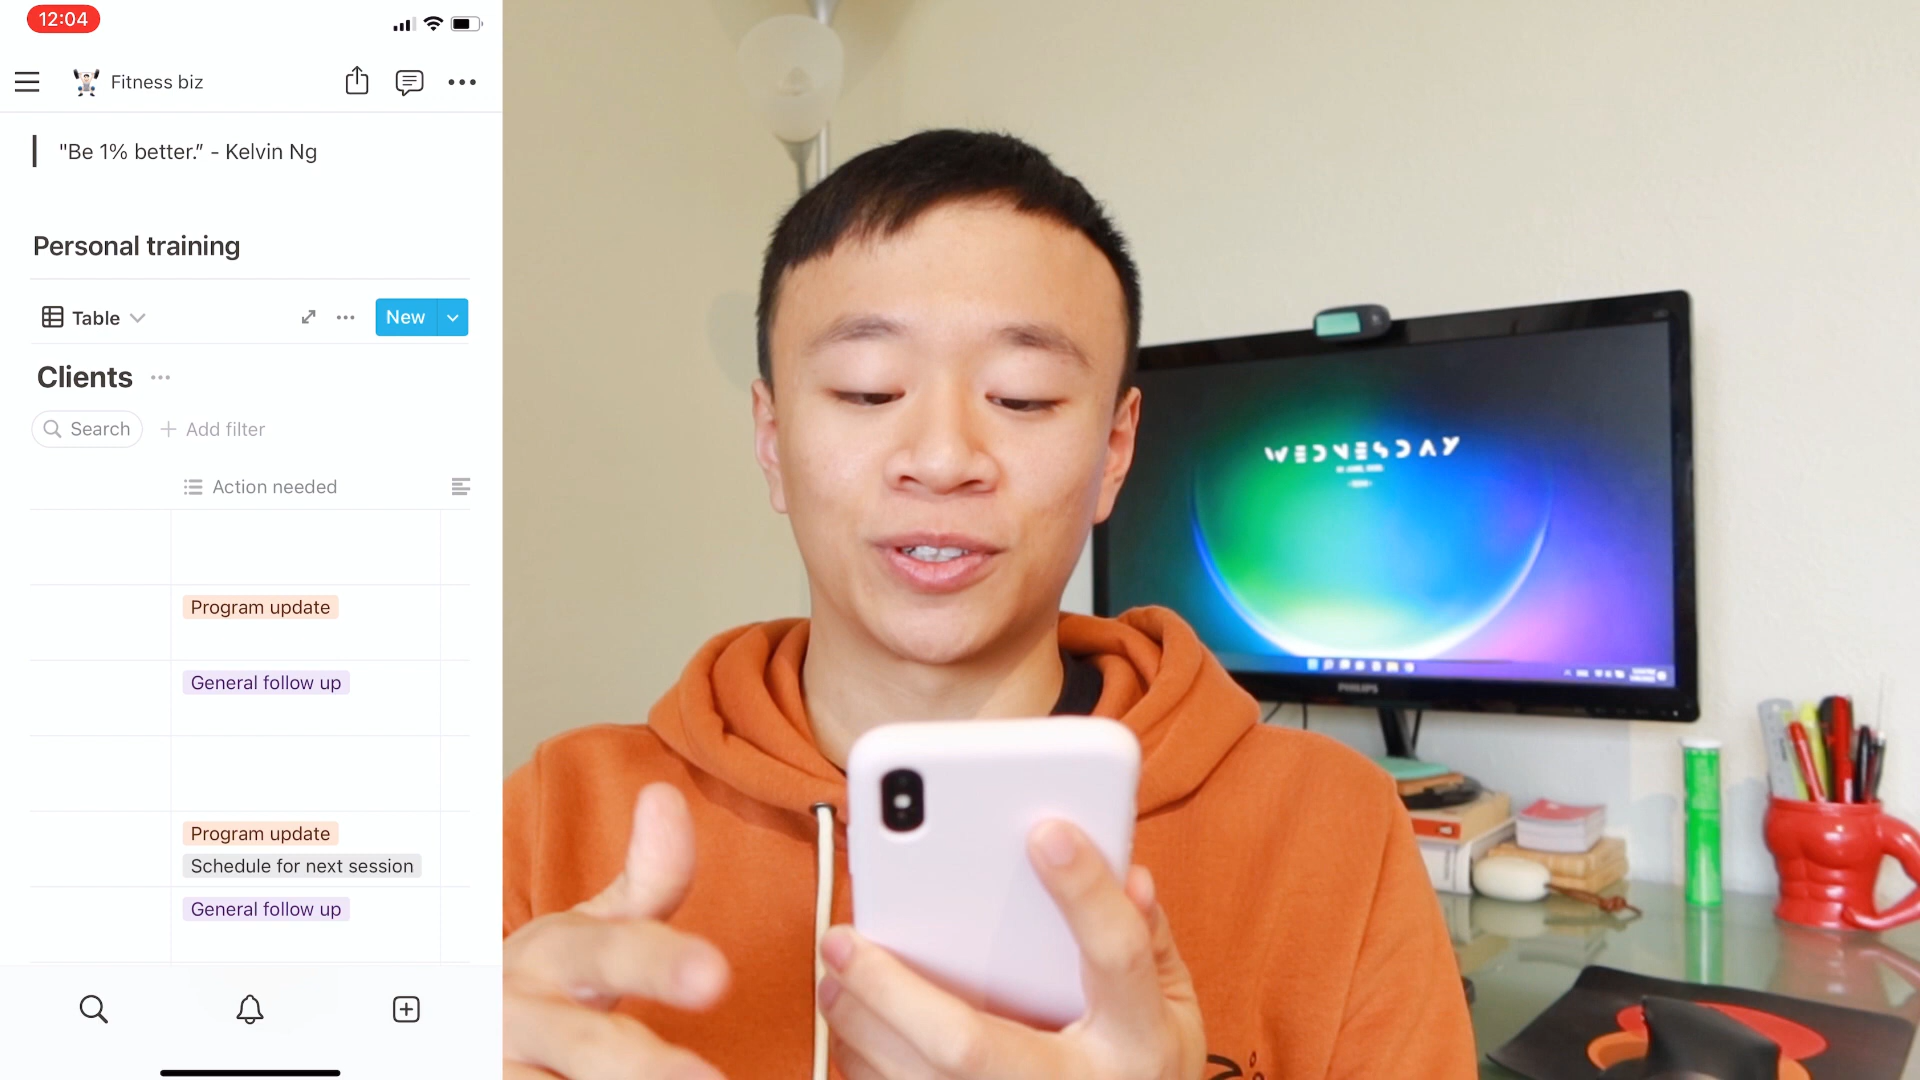 12:04
Fitness biz
"Be 1% better.” - Kelvin Ng
Personal training
Table
New
Clients
Search
Add filter
Action needed
Program update
General follow up
Program update
Schedule for next session
General follow up
WEDNESDAY
PHILIPS